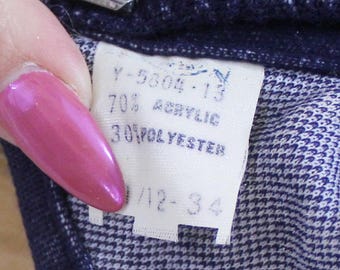 Y-5804-13
70% ACRYLIC
30% POLYESTER
/12-34